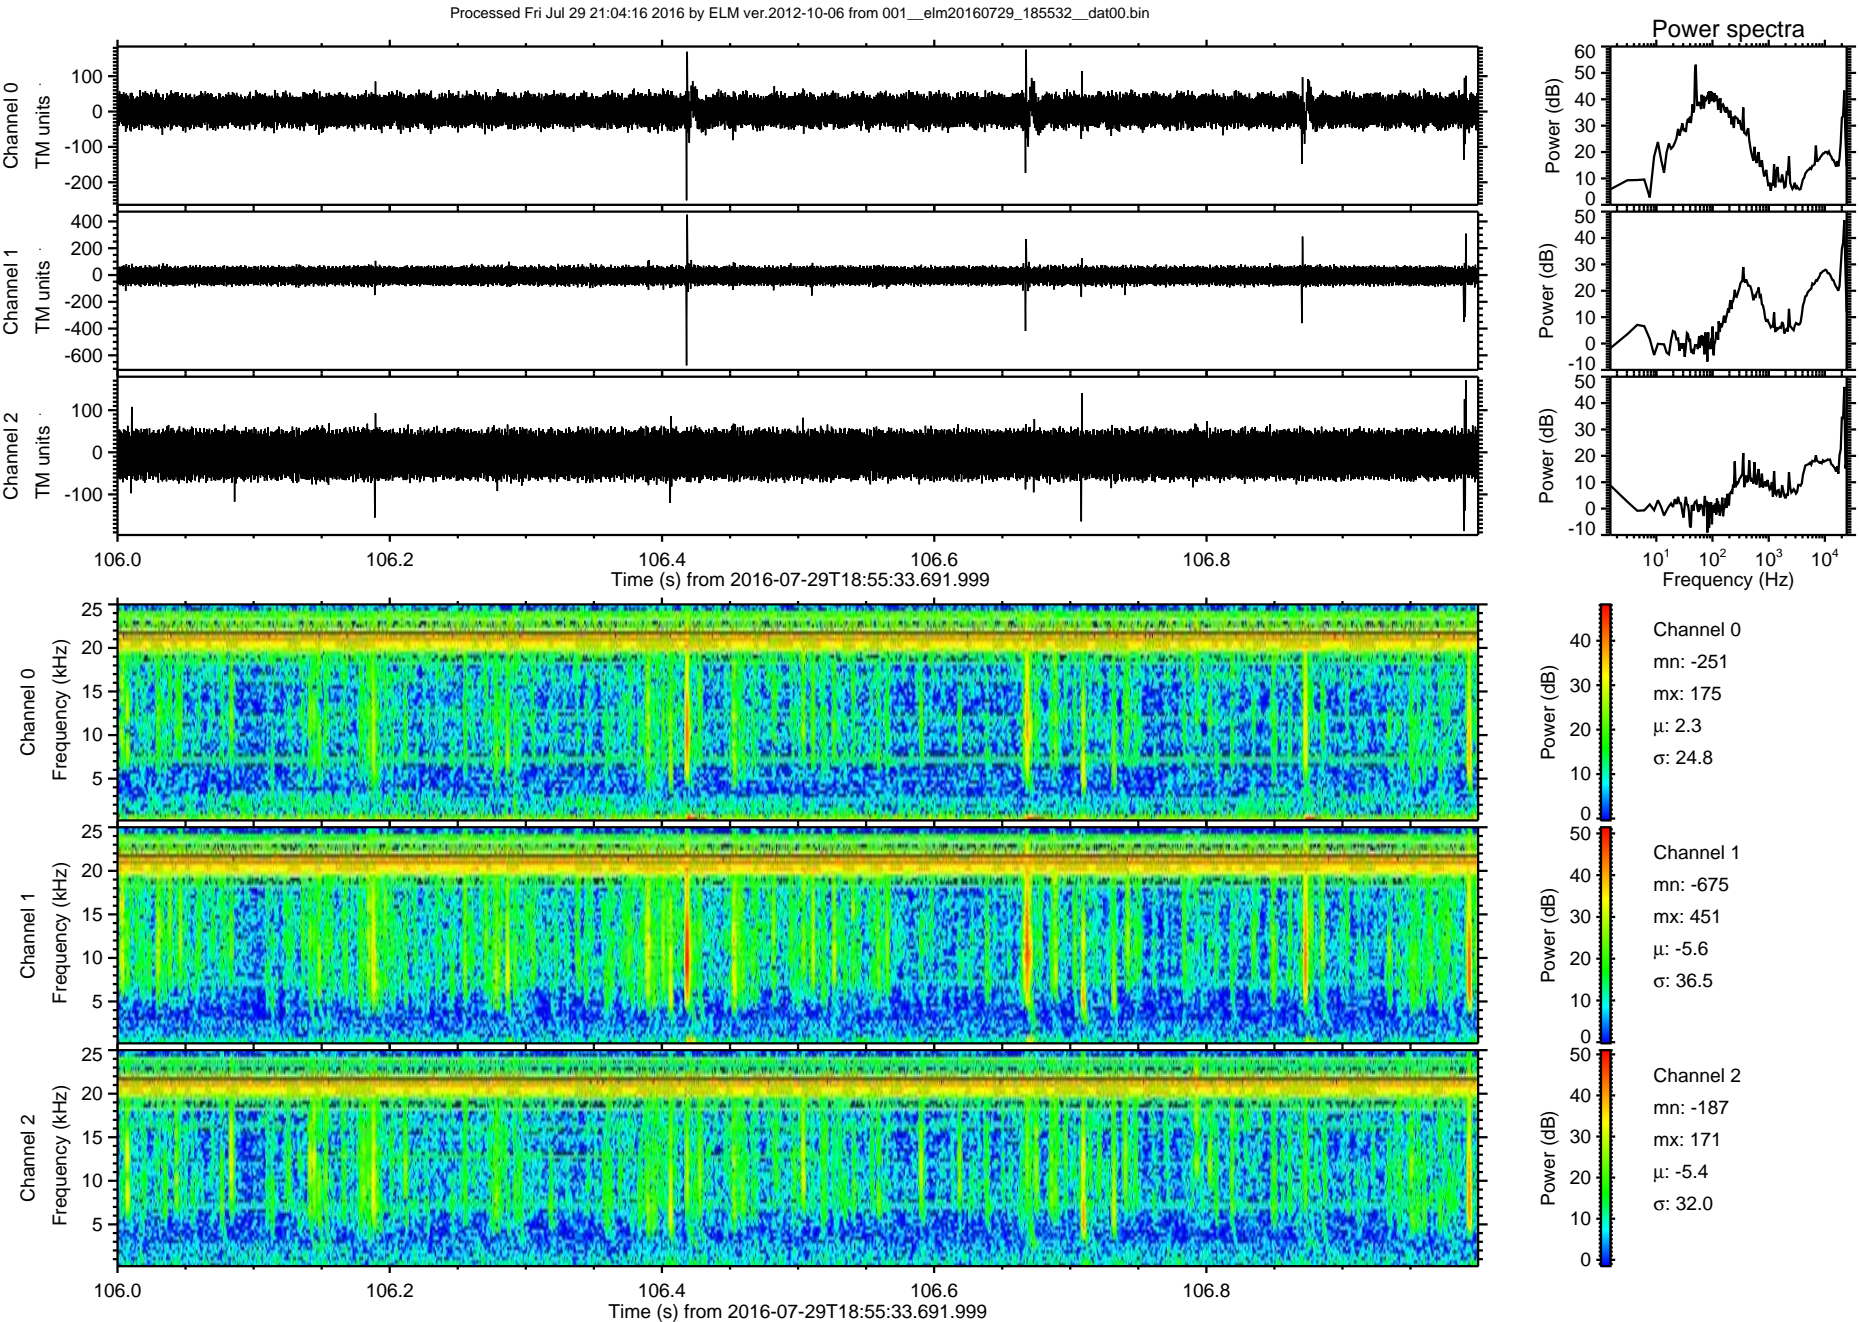 Processed Fri Jul 29 21:04:16 2016 by ELM ver.2012-10-06 from 001__elm20160729_185532__dat00.bin
Power spectra
Channel 0
TM units
100
0
-100
-200
Power (dB)
60
50
40
30
20
10
0
Channel 1
TM units
400
200
0
-200
-400
-600
Power (dB)
50
40
30
20
10
0
-10
Channel 2
TM units
100
0
-100
Power (dB)
50
40
30
20
10
0
-10
106.0 106.2 106.4 106.6 106.8
Time (s) from 2016-07-29T18:55:33.691.999
10¹ 10² 10³ 10⁴
Frequency (Hz)
Channel 0
Frequency (kHz)
25
20
15
10
5
Power (dB)
40
30
20
10
0
Channel 0
mn: -251
mx: 175
μ: 2.3
σ: 24.8
Channel 1
Frequency (kHz)
25
20
15
10
5
Power (dB)
50
40
30
20
10
0
Channel 1
mn: -675
mx: 451
μ: -5.6
σ: 36.5
Channel 2
Frequency (kHz)
25
20
15
10
5
Power (dB)
50
40
30
20
10
0
Channel 2
mn: -187
mx: 171
μ: -5.4
σ: 32.0
106.0 106.2 106.4 106.6 106.8
Time (s) from 2016-07-29T18:55:33.691.999